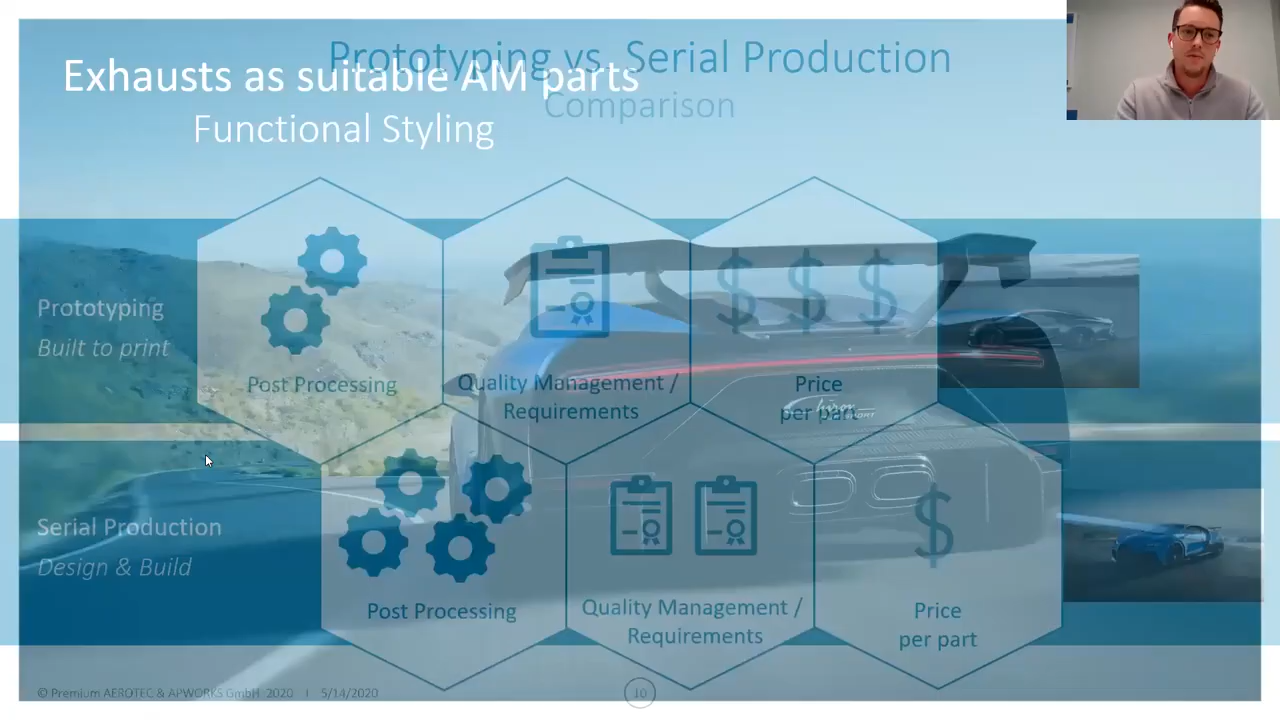 Prototyping vs. Serial Production
Comparison
Exhausts as suitable AM parts
Functional Styling
Prototyping
Built to print
Post Processing
Quality Management /
Requirements
Price
per part
Chiron
SPORT
Serial Production
Design & Build
Post Processing
Quality Management /
Requirements
Price
per part
© Premium AEROTEC & APWORKS GmbH 2020 I 5/14/2020
10